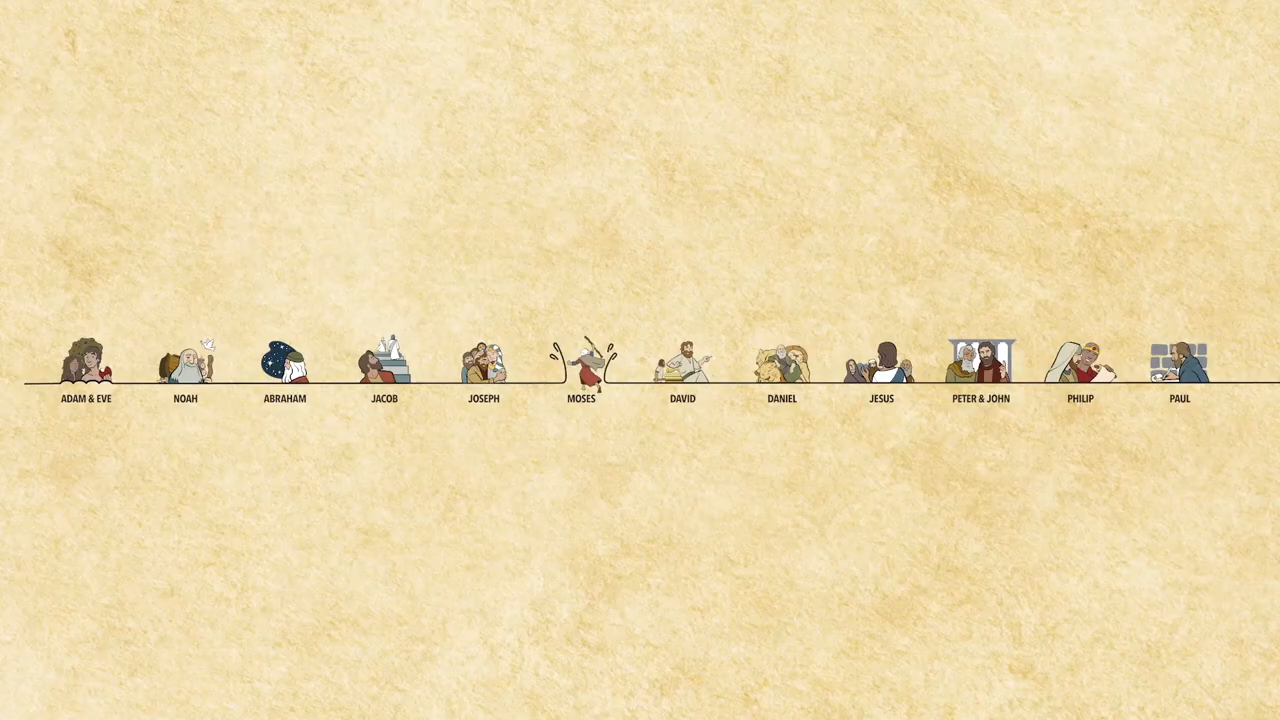 ADAM & EVE
NOAH
ABRAHAM
JACOB
JOSEPH
MOSES
DAVID
DANIEL
JESUS
PETER & JOHN
PHILIP
PAUL